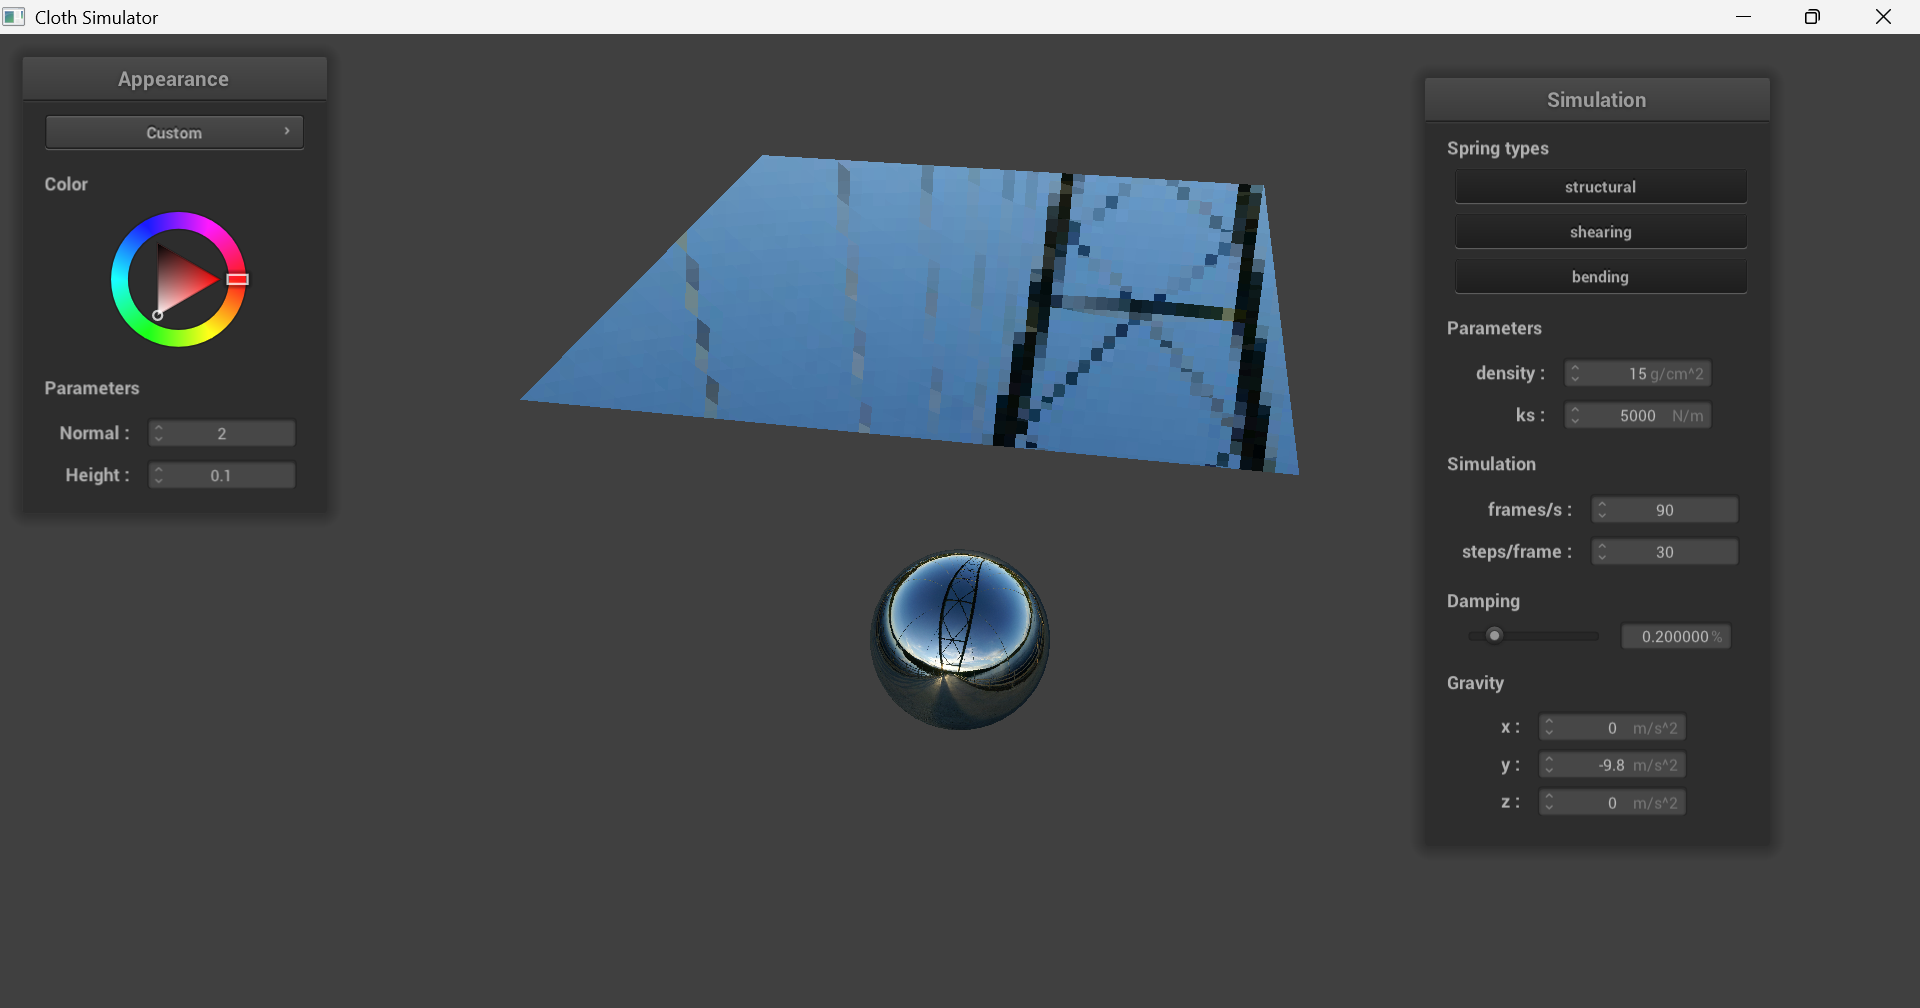 Cloth Simulator
Appearance
Custom
Color
Parameters
Normal : 2
Height : 0.1
Simulation
Spring types
structural
shearing
bending
Parameters
density : 15 g/cm^2
ks : 5000 N/m
Simulation
frames/s : 90
steps/frame : 30
Damping
0.200000 %
Gravity
x : 0 m/s^2
y : -9.8 m/s^2
z : 0 m/s^2